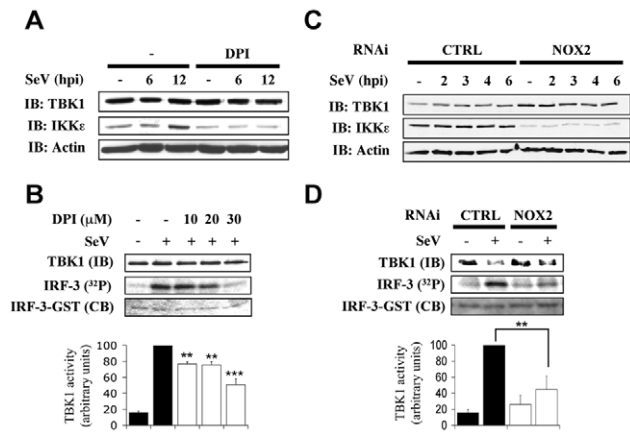 A
- DPI
SeV (hpi) - 6 12 - 6 12
IB: TBK1
IB: IKKε
IB: Actin
C
RNAi CTRL NOX2
SeV (hpi) - 2 3 4 6 - 2 3 4 6
IB: TBK1
IB: IKKε
IB: Actin
B
DPI (μM) - - 10 20 30
SeV - + + + +
TBK1 (IB)
IRF-3 (³²P)
IRF-3-GST (CB)
TBK1 activity
(arbitrary units)
100
80
60
40
20
0
** ** ***
D
RNAi CTRL NOX2
SeV - + - +
TBK1 (IB)
IRF-3 (³²P)
IRF-3-GST (CB)
TBK1 activity
(arbitrary units)
100
80
60
40
20
0
**